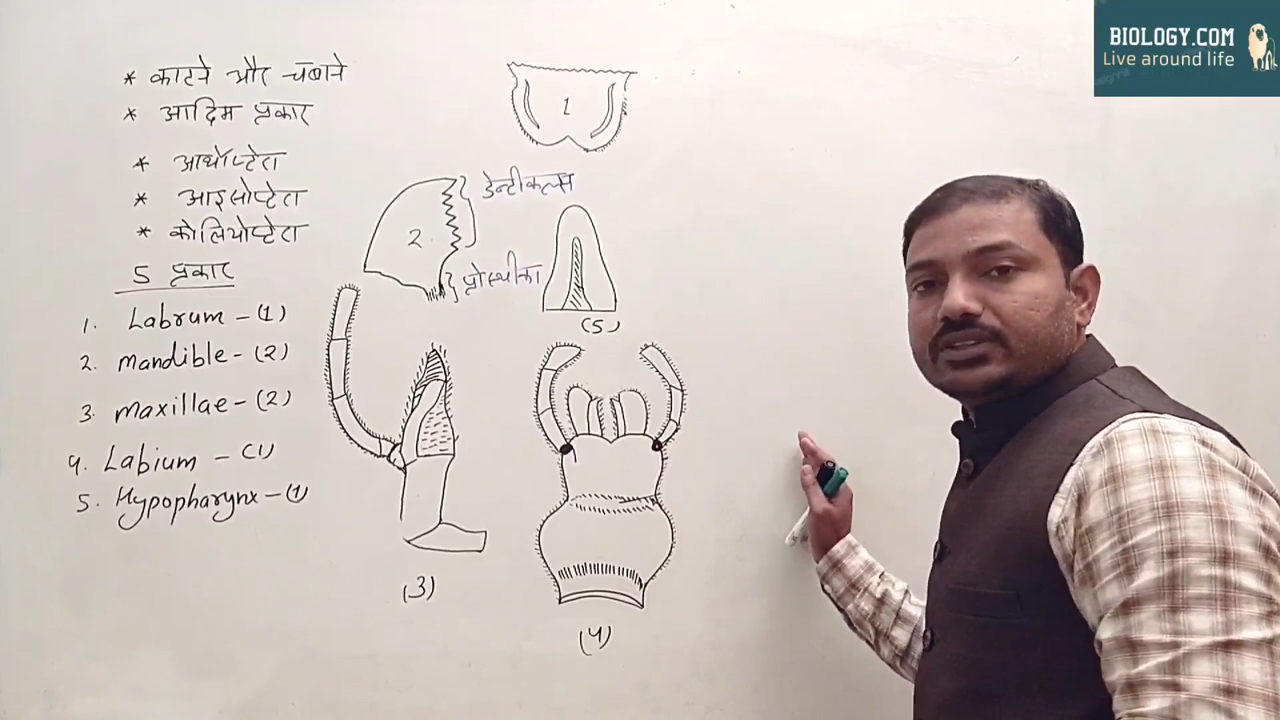 BIOLOGY.COM
Live around life
* काटने और चबाने
* आदिम प्रकार
* आर्थोप्टेरा
* आइसोप्टेरा
* कोलियोप्टेरा
5 प्रकार
1. Labrum - (1)
2. mandible - (2)
3. maxillae - (2)
4. Labium - (1)
5. Hypopharynx - (1)
1
2
डेन्टीकल्स
प्रोस्थीका
(5)
(3)
(4)